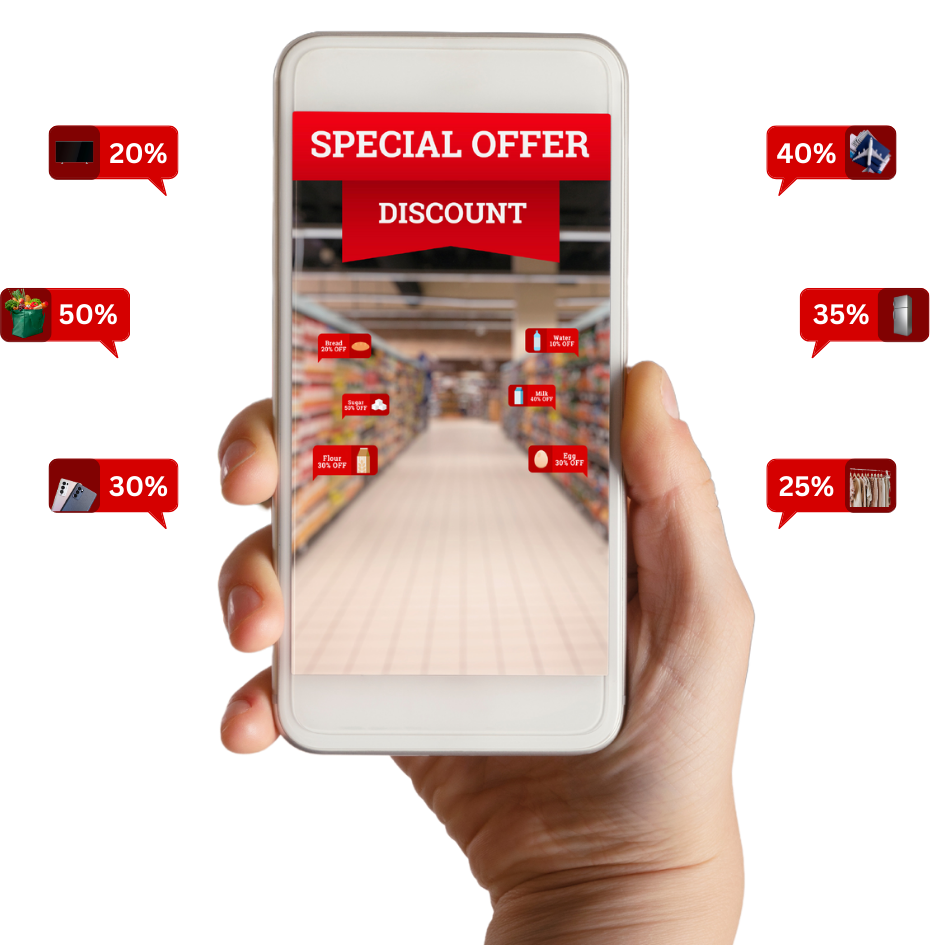 SPECIAL OFFER
DISCOUNT
20%
40%
50%
35%
Bread
20% OFF
Water
10% OFF
Sugar
50% OFF
Milk
40% OFF
Flour
30% OFF
Egg
30% OFF
30%
25%